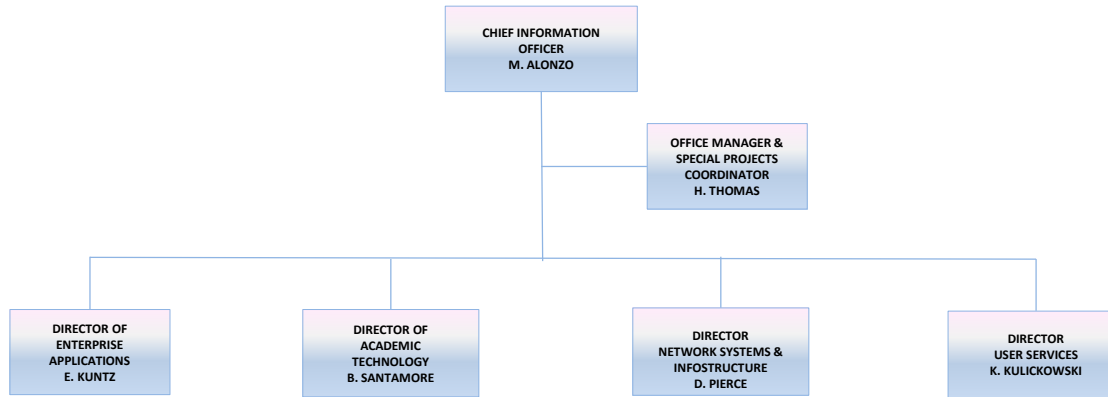 CHIEF INFORMATION
OFFICER
M. ALONZO
OFFICE MANAGER &
SPECIAL PROJECTS
COORDINATOR
H. THOMAS
DIRECTOR OF
ENTERPRISE
APPLICATIONS
E. KUNTZ
DIRECTOR OF
ACADEMIC
TECHNOLOGY
B. SANTAMORE
DIRECTOR
NETWORK SYSTEMS &
INFOSTRUCTURE
D. PIERCE
DIRECTOR
USER SERVICES
K. KULICKOWSKI